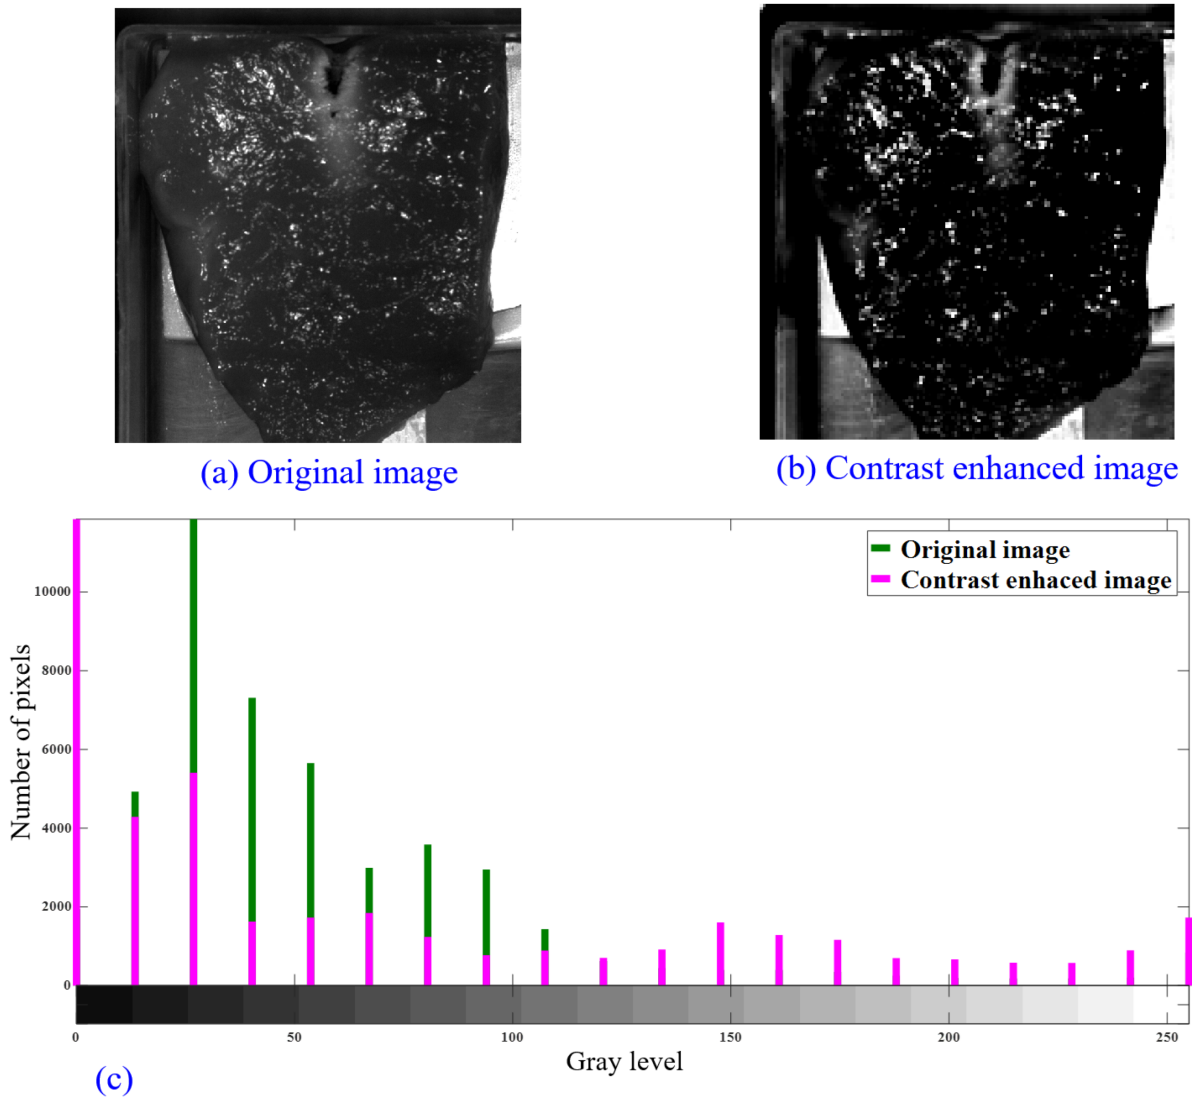 (a) Original image
(b) Contrast enhanced image
Original image
Contrast enhaced image
Number of pixels
10000
8000
6000
4000
2000
0
0 50 100 150 200 250
Gray level
(c)